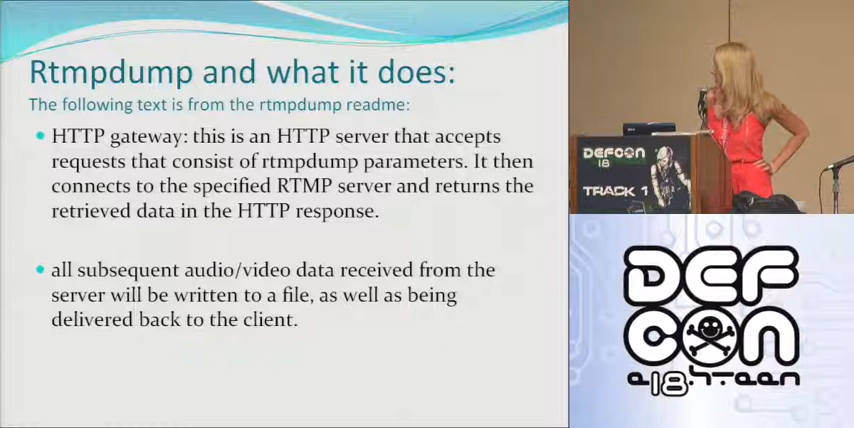 Rtmpdump and what it does:
The following text is from the rtmpdump readme:
HTTP gateway: this is an HTTP server that accepts
requests that consist of rtmpdump parameters. It then
connects to the specified RTMP server and returns the
retrieved data in the HTTP response.
all subsequent audio/video data received from the
server will be written to a file, as well as being
delivered back to the client.
DEFCON
18
TRACK 1
DEF
CON
e.18.h-teen